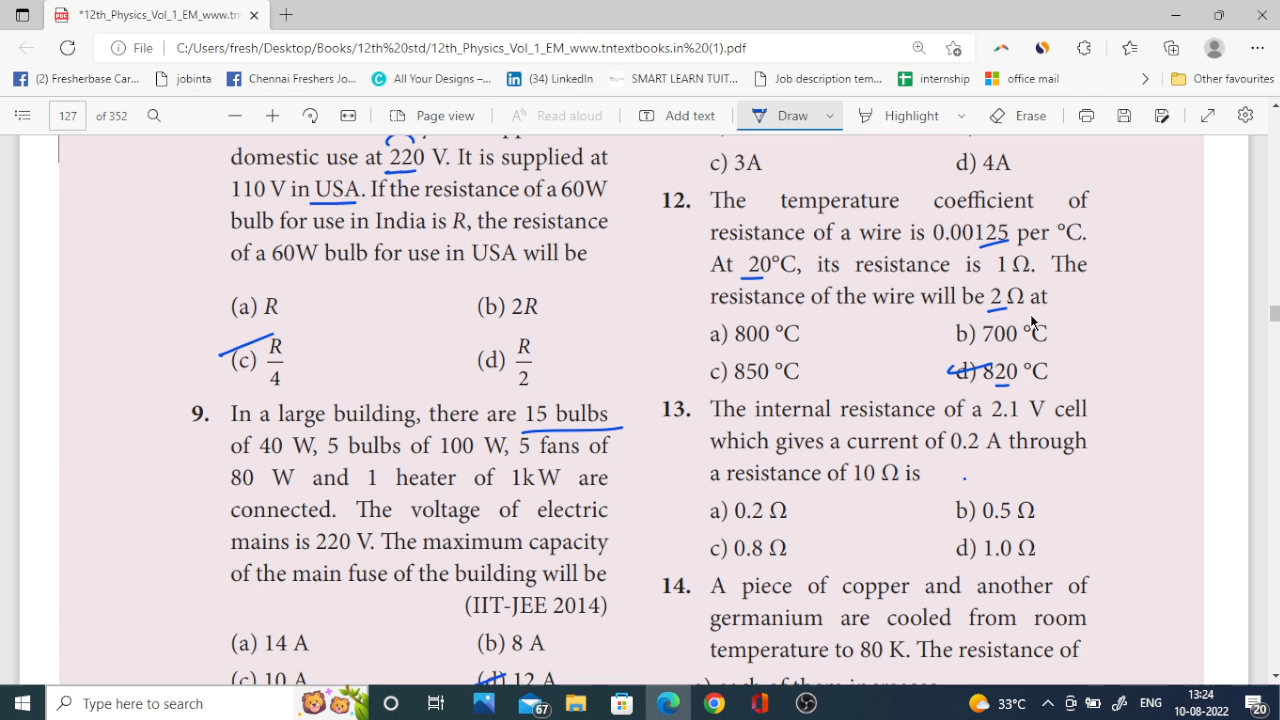 *12th_Physics_Vol_1_EM_www.tn
File
C:/Users/fresh/Desktop/Books/12th%20std/12th_Physics_Vol_1_EM_www.tntextbooks.in%20(1).pdf
(2) Fresherbase Car...
jobinta
Chennai Freshers Jo...
All Your Designs –...
(34) LinkedIn
SMART LEARN TUIT...
Job description tem...
internship
office mail
Other favourites
127 of 352
Page view
Read aloud
Add text
Draw
Highlight
Erase
domestic use at 220 V. It is supplied at
110 V in USA. If the resistance of a 60W
bulb for use in India is R, the resistance
of a 60W bulb for use in USA will be
(a) R (b) 2R
(c) R/4 (d) R/2
9. In a large building, there are 15 bulbs
of 40 W, 5 bulbs of 100 W, 5 fans of
80 W and 1 heater of 1kW are
connected. The voltage of electric
mains is 220 V. The maximum capacity
of the main fuse of the building will be
(IIT-JEE 2014)
(a) 14 A (b) 8 A
(c) 10 A (d) 12 A
c) 3A d) 4A
12. The temperature coefficient of
resistance of a wire is 0.00125 per °C.
At 20°C, its resistance is 1 Ω. The
resistance of the wire will be 2 Ω at
a) 800 °C b) 700 °C
c) 850 °C d) 820 °C
13. The internal resistance of a 2.1 V cell
which gives a current of 0.2 A through
a resistance of 10 Ω is
a) 0.2 Ω b) 0.5 Ω
c) 0.8 Ω d) 1.0 Ω
14. A piece of copper and another of
germanium are cooled from room
temperature to 80 K. The resistance of
Type here to search
67
33°C
ENG
13:24
10-08-2022
20